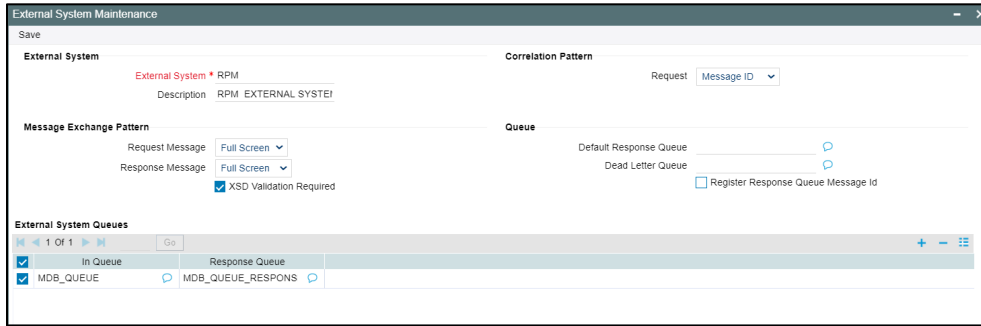 External System Maintenance
Save
External System
External System * RPM
Description RPM EXTERNAL SYSTE
Correlation Pattern
Request Message ID
Message Exchange Pattern
Request Message Full Screen
Response Message Full Screen
XSD Validation Required
Queue
Default Response Queue
Dead Letter Queue
Register Response Queue Message Id
External System Queues
1 Of 1 Go
In Queue Response Queue
MDB_QUEUE MDB_QUEUE_RESPONS